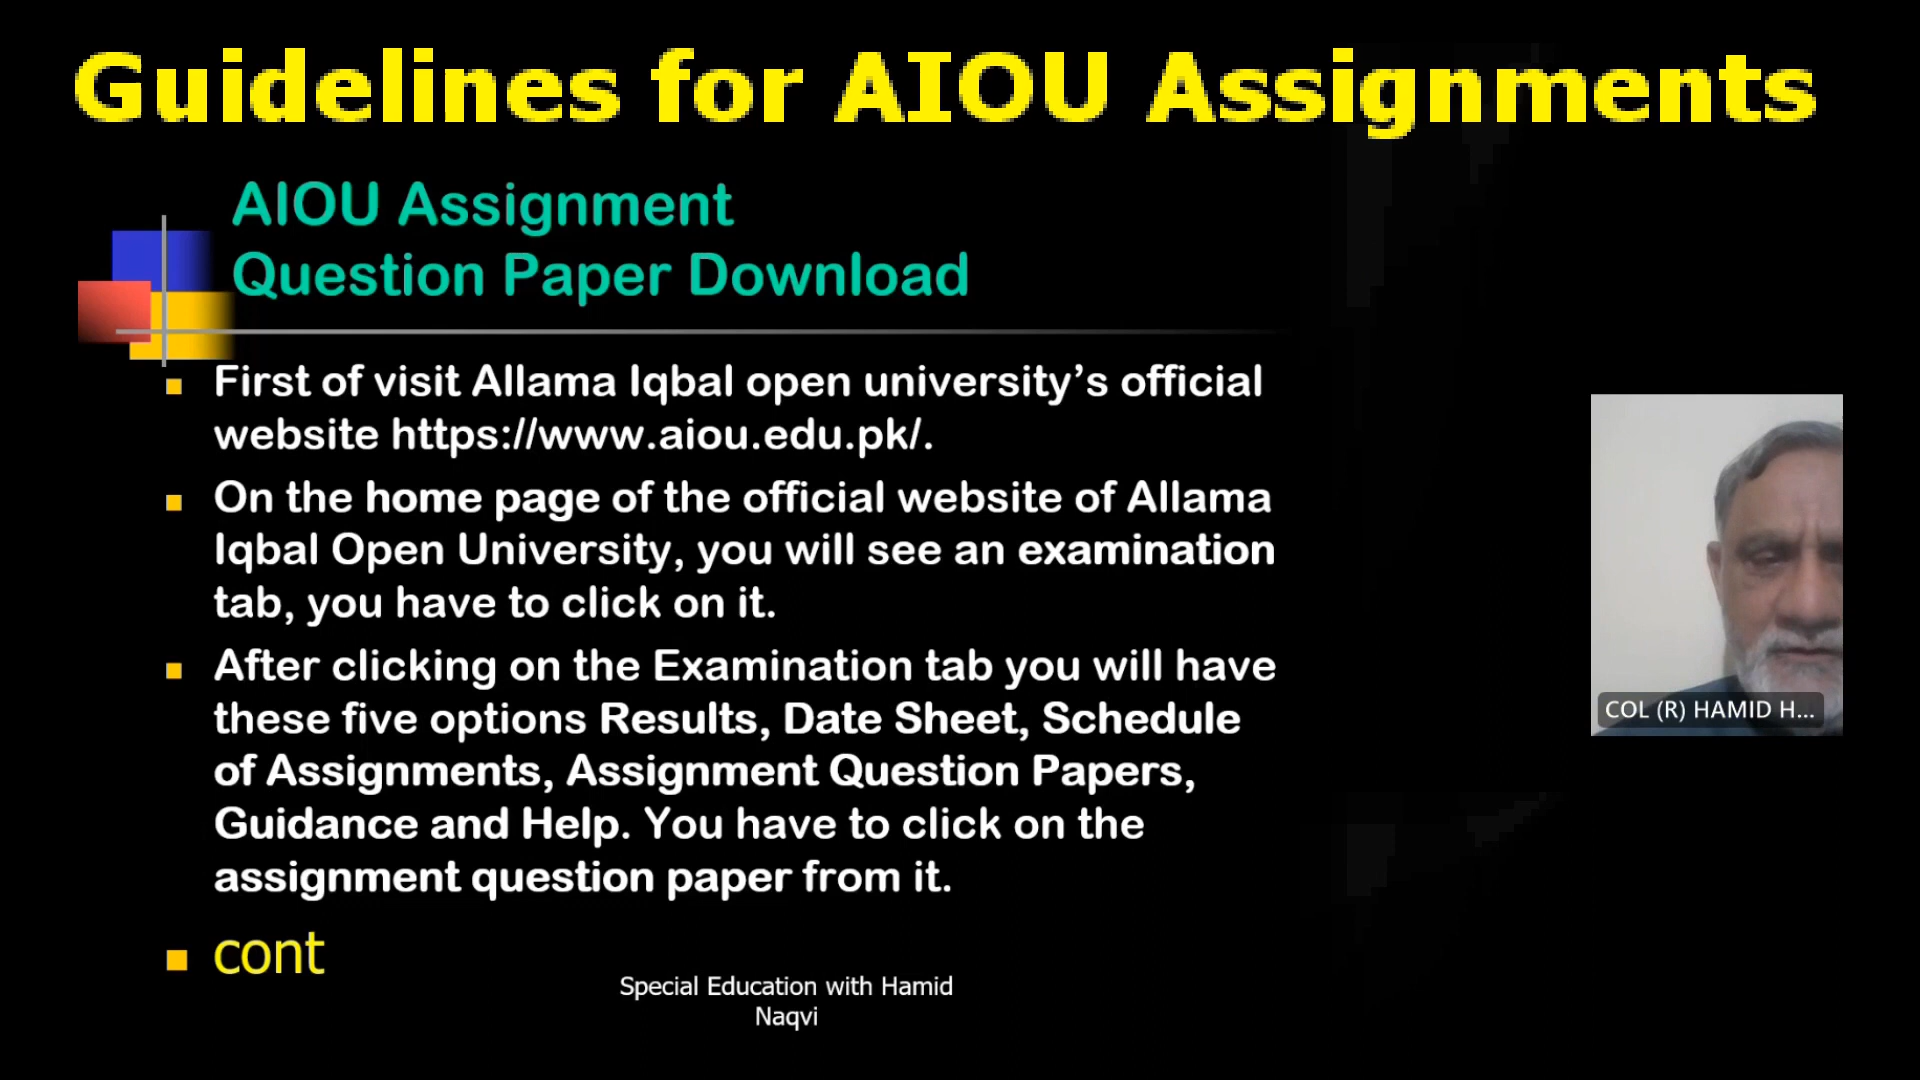 Guidelines for AIOU Assignments
AIOU Assignment
Question Paper Download
First of visit Allama Iqbal open university’s official
website https://www.aiou.edu.pk/.
On the home page of the official website of Allama
Iqbal Open University, you will see an examination
tab, you have to click on it.
After clicking on the Examination tab you will have
these five options Results, Date Sheet, Schedule
of Assignments, Assignment Question Papers,
Guidance and Help. You have to click on the
assignment question paper from it.
cont
Special Education with Hamid
Naqvi
COL (R) HAMID H...